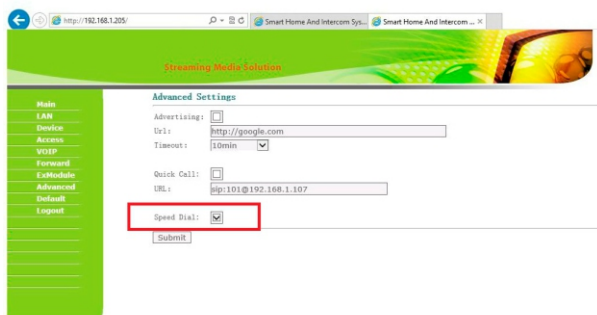 http://192.168.1.205/
Smart Home And Intercom Sys...
Smart Home And Intercom ...
Streaming Media Solution
Main
LAN
Device
Access
VOIP
Forward
ExModule
Advanced
Default
Logout
Advanced Settings
Advertising:
Url: http://google.com
Timeout: 10min
Quick Call:
URL: sip:101@192.168.1.107
Speed Dial:
Submit